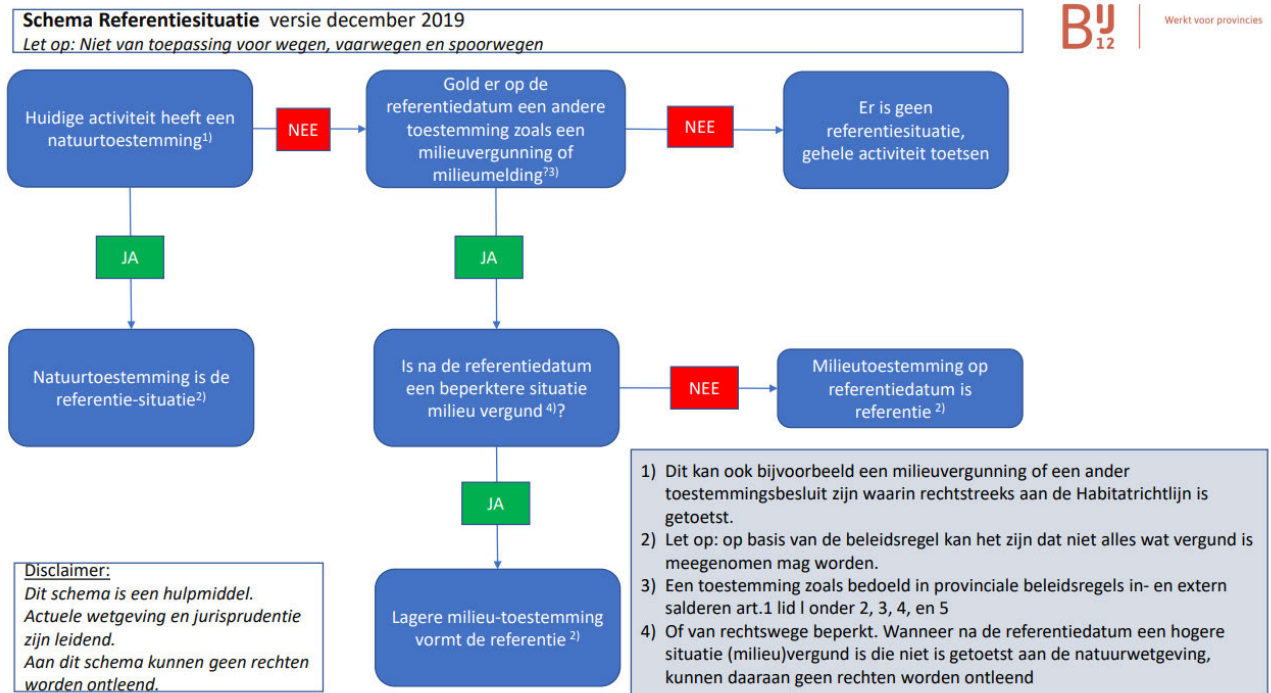 Schema Referentiesituatie versie december 2019
Let op: Niet van toepassing voor wegen, vaarwegen en spoorwegen
BIJ
12
Werkt voor provincies
Huidige activiteit heeft een
natuurtoestemming1)
NEE
Gold er op de
referentiedatum een andere
toestemming zoals een
milieuvergunning of
milieumelding?3)
NEE
Er is geen
referentiesituatie,
gehele activiteit toetsen
JA
JA
Natuurtoestemming is de
referentie-situatie2)
Is na de referentiedatum
een beperktere situatie
milieu vergund 4)?
NEE
Milieutoestemming op
referentiedatum is
referentie 2)
JA
Lagere milieu-toestemming
vormt de referentie 2)
1) Dit kan ook bijvoorbeeld een milieuvergunning of een ander
toestemmingsbesluit zijn waarin rechtstreeks aan de Habitatrichtlijn is
getoetst.
2) Let op: op basis van de beleidsregel kan het zijn dat niet alles wat vergund is
meegenomen mag worden.
3) Een toestemming zoals bedoeld in provinciale beleidsregels in- en extern
salderen art.1 lid l onder 2, 3, 4, en 5
4) Of van rechtswege beperkt. Wanneer na de referentiedatum een hogere
situatie (milieu)vergund is die niet is getoetst aan de natuurwetgeving,
kunnen daaraan geen rechten worden ontleend
Disclaimer:
Dit schema is een hulpmiddel.
Actuele wetgeving en jurisprudentie
zijn leidend.
Aan dit schema kunnen geen rechten
worden ontleend.